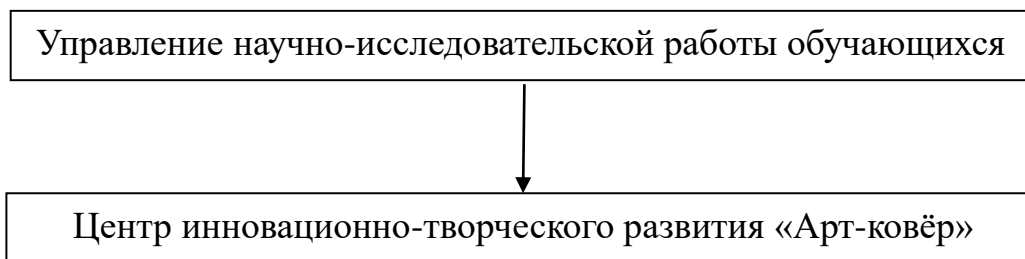 Управление научно-исследовательской работы обучающихся
Центр инновационно-творческого развития «Арт-ковёр»